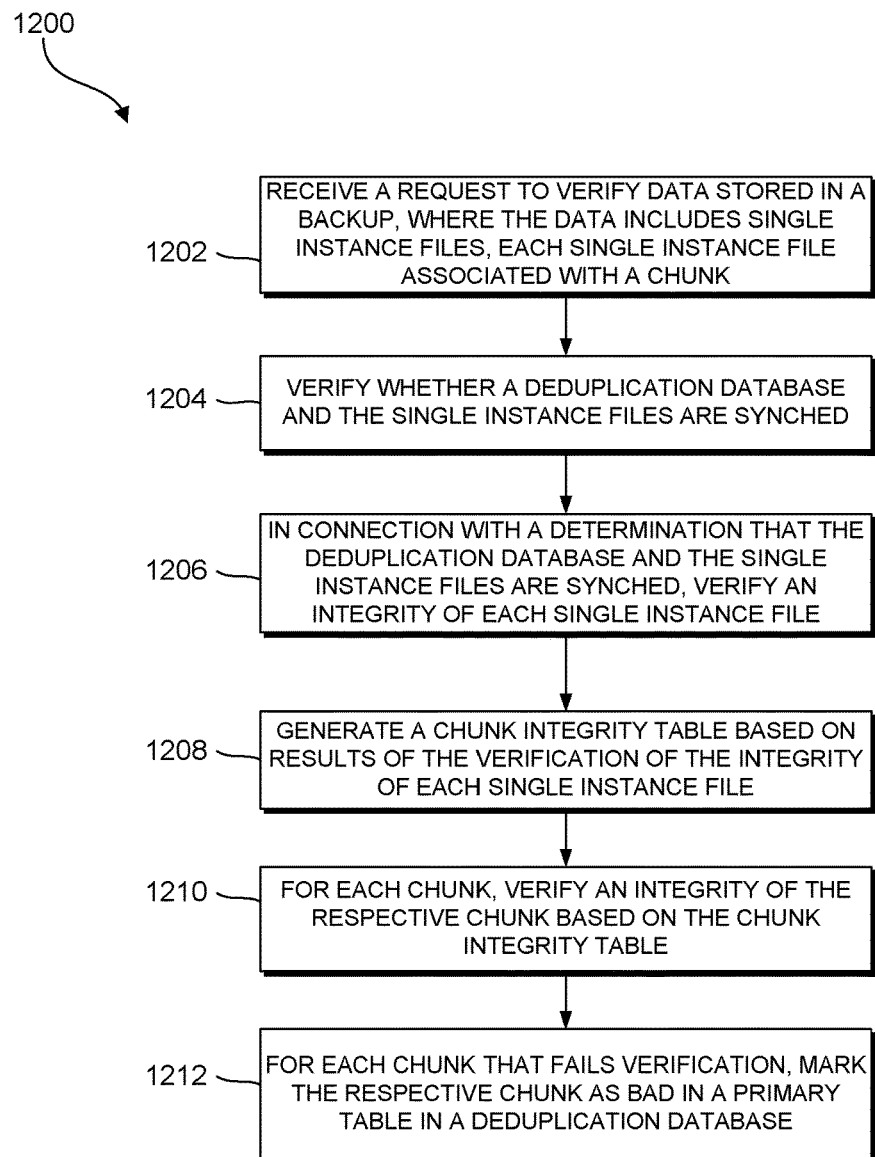 1200
RECEIVE A REQUEST TO VERIFY DATA STORED IN A
BACKUP, WHERE THE DATA INCLUDES SINGLE
INSTANCE FILES, EACH SINGLE INSTANCE FILE
ASSOCIATED WITH A CHUNK
1202
VERIFY WHETHER A DEDUPLICATION DATABASE
AND THE SINGLE INSTANCE FILES ARE SYNCHED
1204
IN CONNECTION WITH A DETERMINATION THAT THE
DEDUPLICATION DATABASE AND THE SINGLE
INSTANCE FILES ARE SYNCHED, VERIFY AN
INTEGRITY OF EACH SINGLE INSTANCE FILE
1206
GENERATE A CHUNK INTEGRITY TABLE BASED ON
RESULTS OF THE VERIFICATION OF THE INTEGRITY
OF EACH SINGLE INSTANCE FILE
1208
FOR EACH CHUNK, VERIFY AN INTEGRITY OF THE
RESPECTIVE CHUNK BASED ON THE CHUNK
INTEGRITY TABLE
1210
FOR EACH CHUNK THAT FAILS VERIFICATION, MARK
THE RESPECTIVE CHUNK AS BAD IN A PRIMARY
TABLE IN A DEDUPLICATION DATABASE
1212